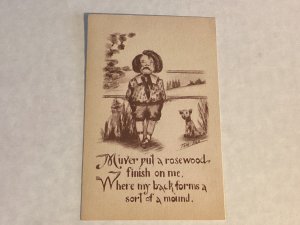 Muver put a rosewood
finish on me,
Where my back forms a
sort of a mound.